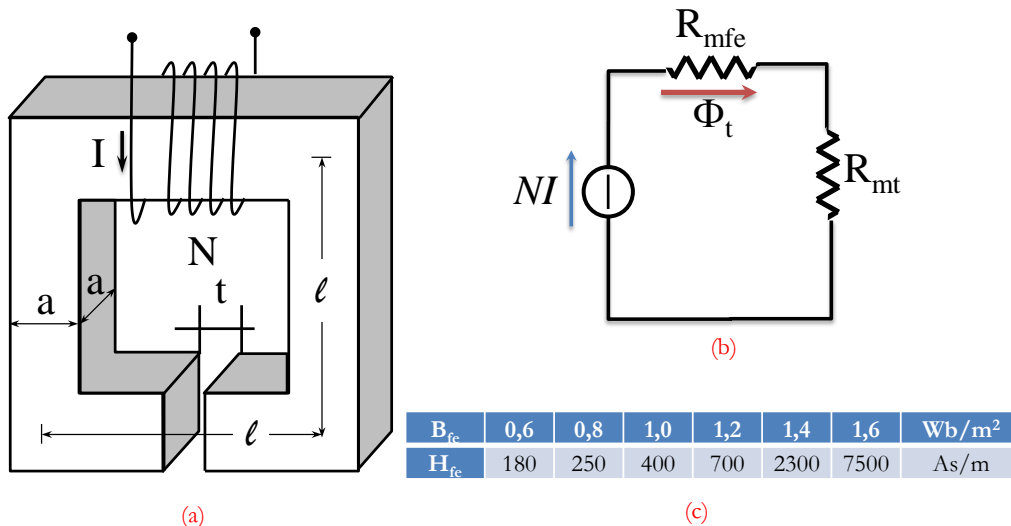 I
N
t
a
a
ℓ
ℓ
(a)
R_mfe
Φ_t
NI
R_mt
(b)
B_fe 0,6 0,8 1,0 1,2 1,4 1,6 Wb/m²
H_fe 180 250 400 700 2300 7500 As/m
(c)